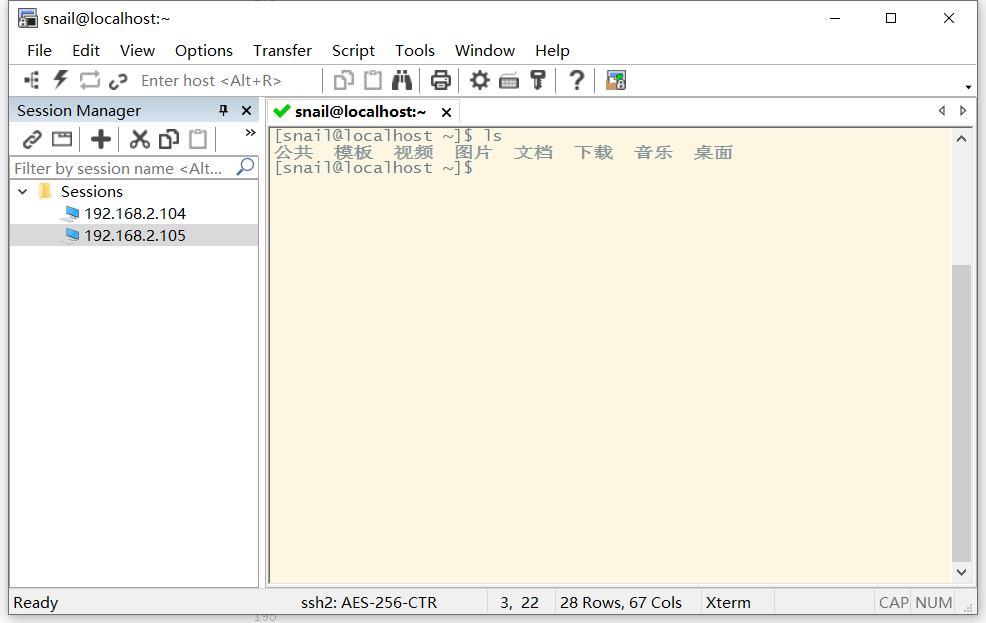 snail@localhost:~
File Edit View Options Transfer Script Tools Window Help
Enter host <Alt+R>
Session Manager
snail@localhost:~
Filter by session name <Alt...
Sessions
192.168.2.104
192.168.2.105
[snail@localhost ~]$ ls
公共 模板 视频 图片 文档 下载 音乐 桌面
[snail@localhost ~]$
Ready ssh2: AES-256-CTR 3, 22 28 Rows, 67 Cols Xterm CAP NUM